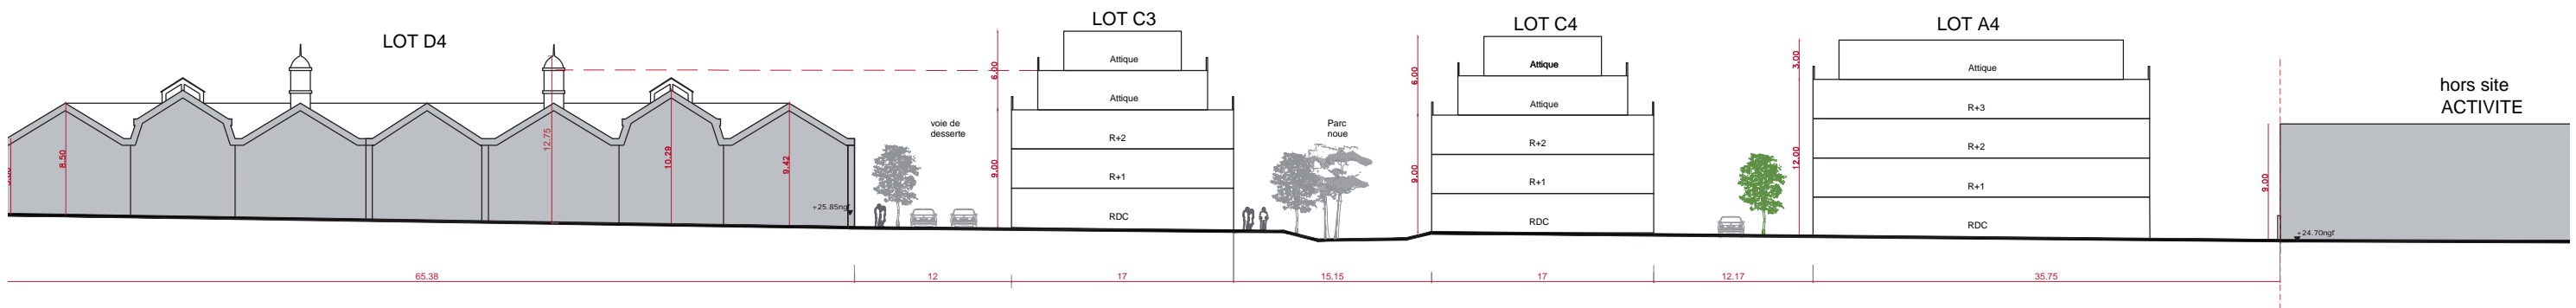 LOT D4
LOT C3
LOT C4
LOT A4
hors site
ACTIVITE
Attique
Attique
R+2
R+1
RDC
Attique
Attique
R+2
R+1
RDC
Attique
R+3
R+2
R+1
RDC
voie de
desserte
Parc
noue
8.50
12.75
10.29
9.42
+25.85ngf
6.00
9.00
6.00
9.00
3.00
12.00
9.00
+24.70ngf
65.38
12
17
15.15
17
12.17
35.75